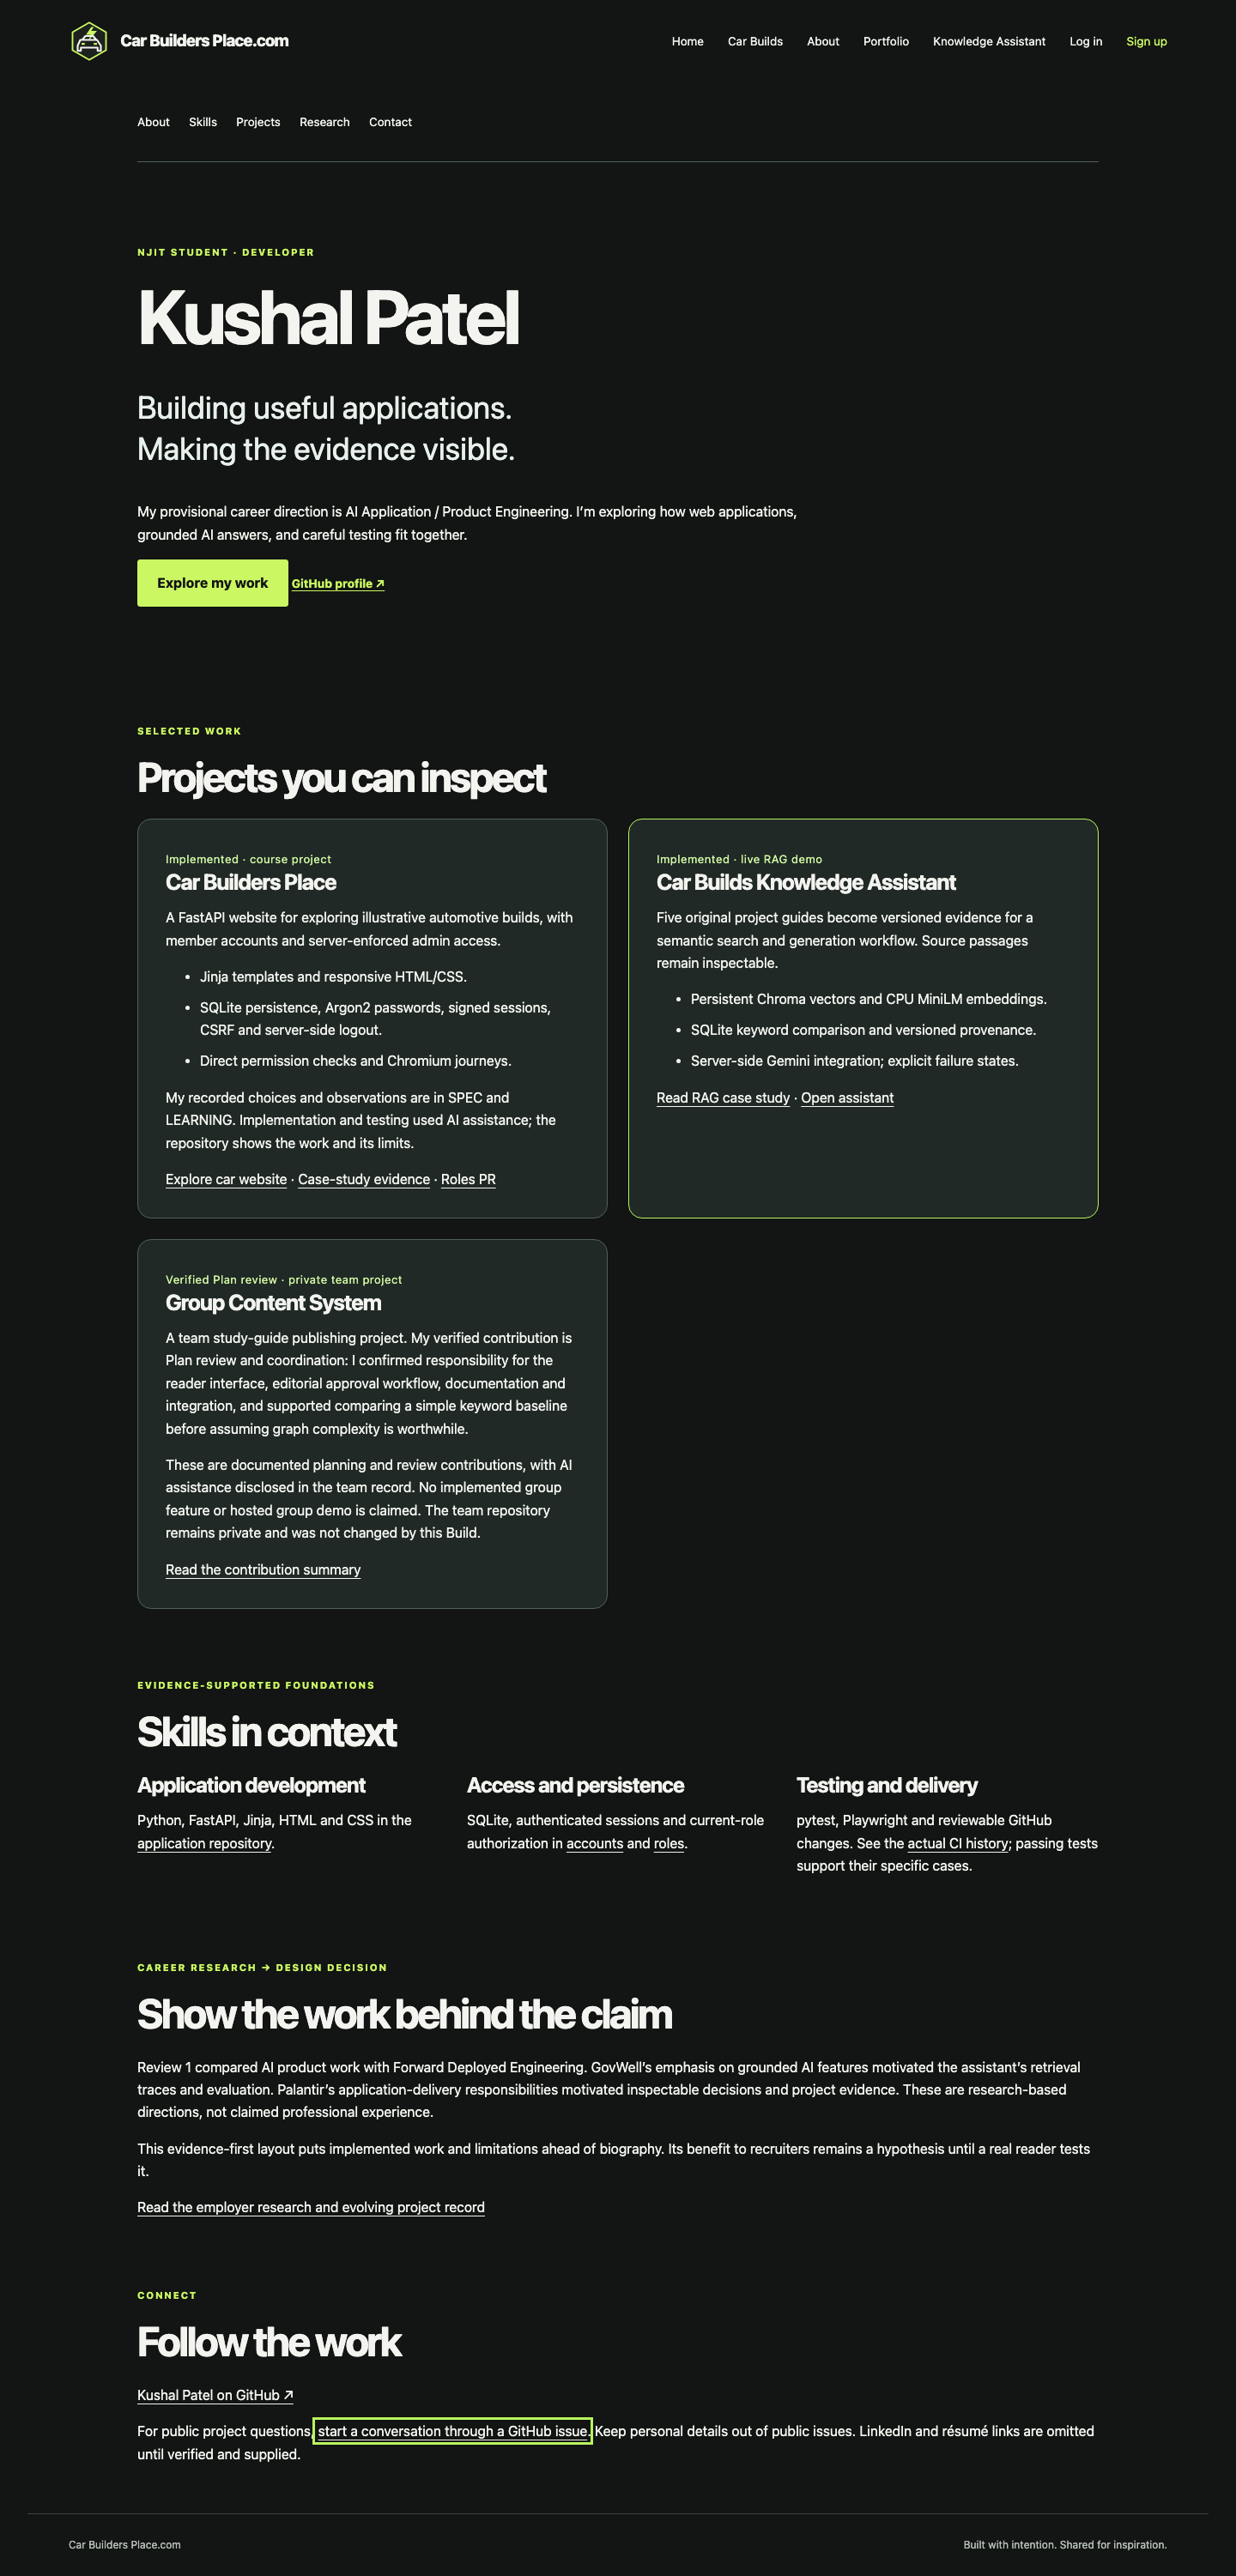 Car Builders Place.com
Home Car Builds About Portfolio Knowledge Assistant Log in Sign up
About Skills Projects Research Contact
NJIT STUDENT · DEVELOPER
Kushal Patel
Building useful applications.
Making the evidence visible.
My provisional career direction is AI Application / Product Engineering. I’m exploring how web applications,
grounded AI answers, and careful testing fit together.
Explore my work GitHub profile ↗
SELECTED WORK
Projects you can inspect
Implemented · course project
Car Builders Place
A FastAPI website for exploring illustrative automotive builds, with
member accounts and server-enforced admin access.
• Jinja templates and responsive HTML/CSS.
• SQLite persistence, Argon2 passwords, signed sessions,
CSRF and server-side logout.
• Direct permission checks and Chromium journeys.
My recorded choices and observations are in SPEC and
LEARNING. Implementation and testing used AI assistance; the
repository shows the work and its limits.
Explore car website · Case-study evidence · Roles PR
Implemented · live RAG demo
Car Builds Knowledge Assistant
Five original project guides become versioned evidence for a
semantic search and generation workflow. Source passages
remain inspectable.
• Persistent Chroma vectors and CPU MiniLM embeddings.
• SQLite keyword comparison and versioned provenance.
• Server-side Gemini integration; explicit failure states.
Read RAG case study · Open assistant
Verified Plan review · private team project
Group Content System
A team study-guide publishing project. My verified contribution is
Plan review and coordination: I confirmed responsibility for the
reader interface, editorial approval workflow, documentation and
integration, and supported comparing a simple keyword baseline
before assuming graph complexity is worthwhile.
These are documented planning and review contributions, with AI
assistance disclosed in the team record. No implemented group
feature or hosted group demo is claimed. The team repository
remains private and was not changed by this Build.
Read the contribution summary
EVIDENCE-SUPPORTED FOUNDATIONS
Skills in context
Application development
Python, FastAPI, Jinja, HTML and CSS in the
application repository.
Access and persistence
SQLite, authenticated sessions and current-role
authorization in accounts and roles.
Testing and delivery
pytest, Playwright and reviewable GitHub
changes. See the actual CI history; passing tests
support their specific cases.
CAREER RESEARCH → DESIGN DECISION
Show the work behind the claim
Review 1 compared AI product work with Forward Deployed Engineering. GovWell’s emphasis on grounded AI features motivated the assistant’s retrieval
traces and evaluation. Palantir’s application-delivery responsibilities motivated inspectable decisions and project evidence. These are research-based
directions, not claimed professional experience.
This evidence-first layout puts implemented work and limitations ahead of biography. Its benefit to recruiters remains a hypothesis until a real reader tests
it.
Read the employer research and evolving project record
CONNECT
Follow the work
Kushal Patel on GitHub ↗
For public project questions, start a conversation through a GitHub issue. Keep personal details out of public issues. LinkedIn and résumé links are omitted
until verified and supplied.
Car Builders Place.com
Built with intention. Shared for inspiration.